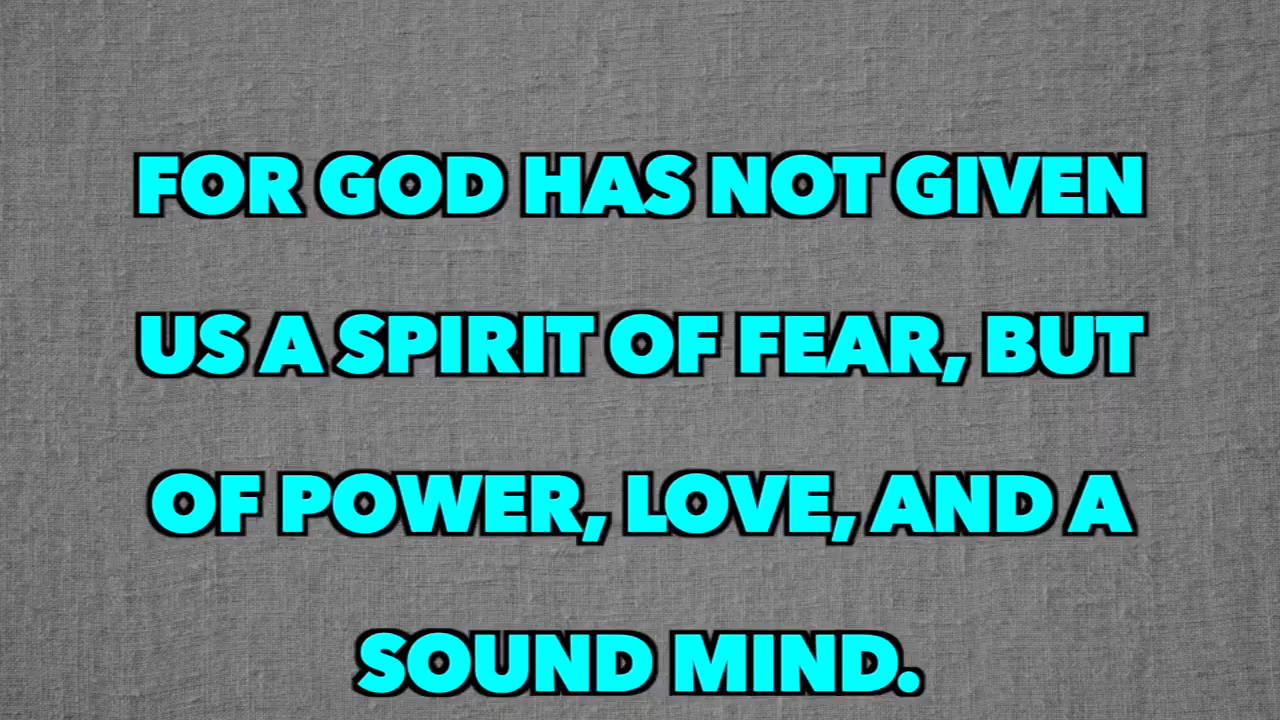 FOR GOD HAS NOT GIVEN
US A SPIRIT OF FEAR, BUT
OF POWER, LOVE, AND A
SOUND MIND.